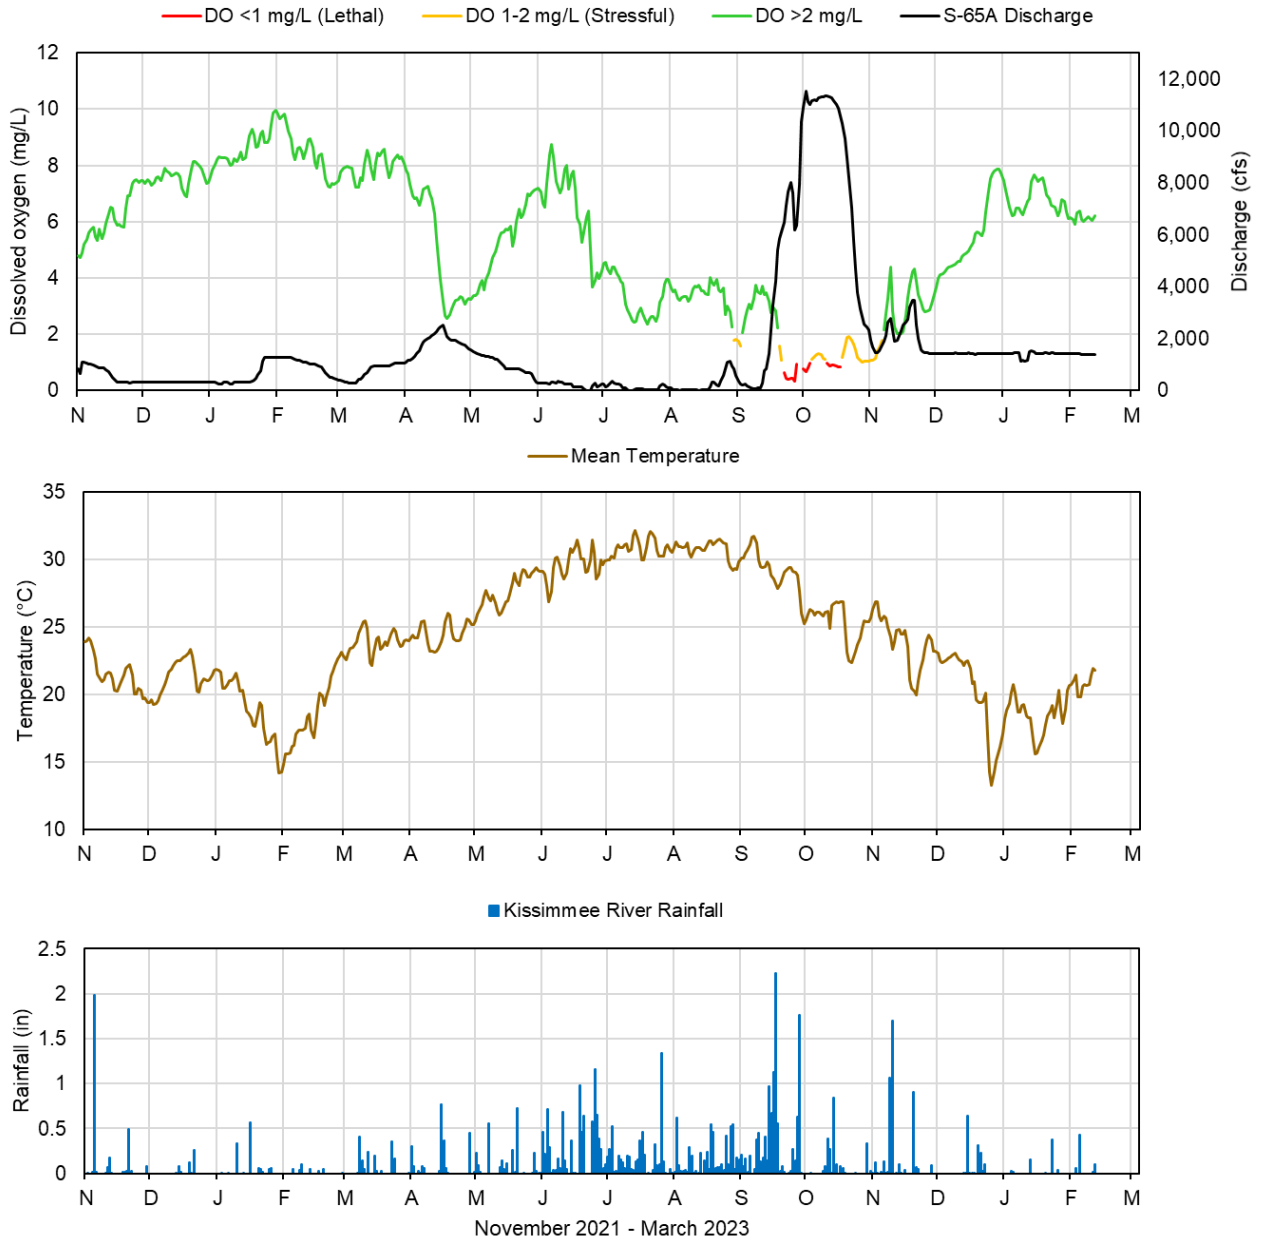 DO <1 mg/L (Lethal) DO 1-2 mg/L (Stressful) DO >2 mg/L S-65A Discharge
Dissolved oxygen (mg/L)
12
10
8
6
4
2
0
12,000
10,000
8,000
6,000
4,000
2,000
0
Discharge (cfs)
N D J F M A M J J A S O N D J F M
Mean Temperature
Temperature (°C)
35
30
25
20
15
10
N D J F M A M J J A S O N D J F M
Kissimmee River Rainfall
Rainfall (in)
2.5
2
1.5
1
0.5
0
N D J F M A M J J A S O N D J F M
November 2021 - March 2023